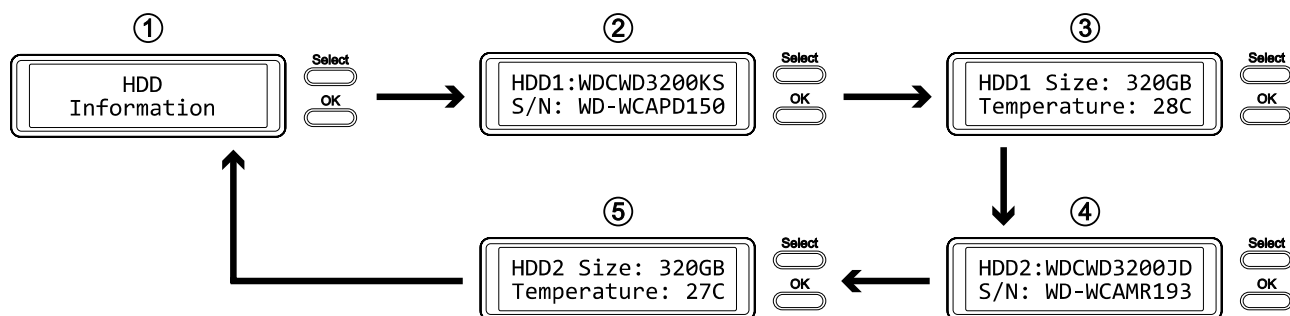 ①
HDD
Information
Select
OK
②
HDD1:WDCWD3200KS
S/N: WD-WCAPD150
Select
OK
③
HDD1 Size: 320GB
Temperature: 28C
Select
OK
④
HDD2:WDCWD3200JD
S/N: WD-WCAMR193
Select
OK
⑤
HDD2 Size: 320GB
Temperature: 27C
Select
OK